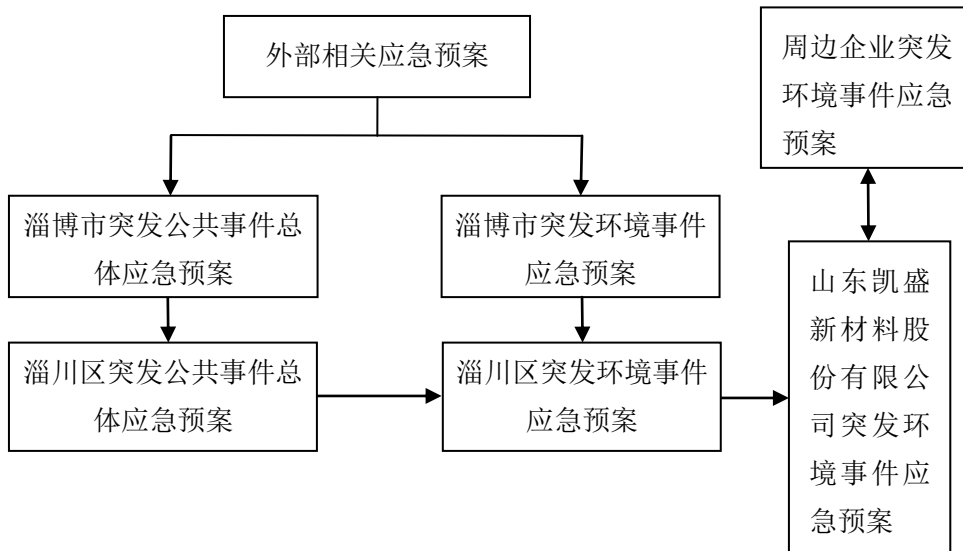 外部相关应急预案
周边企业突发
环境事件应急
预案
淄博市突发公共事件总
体应急预案
淄博市突发环境事件
应急预案
淄川区突发公共事件总
体应急预案
淄川区突发环境事件
应急预案
山东凯盛
新材料股
份有限公
司突发环
境事件应
急预案